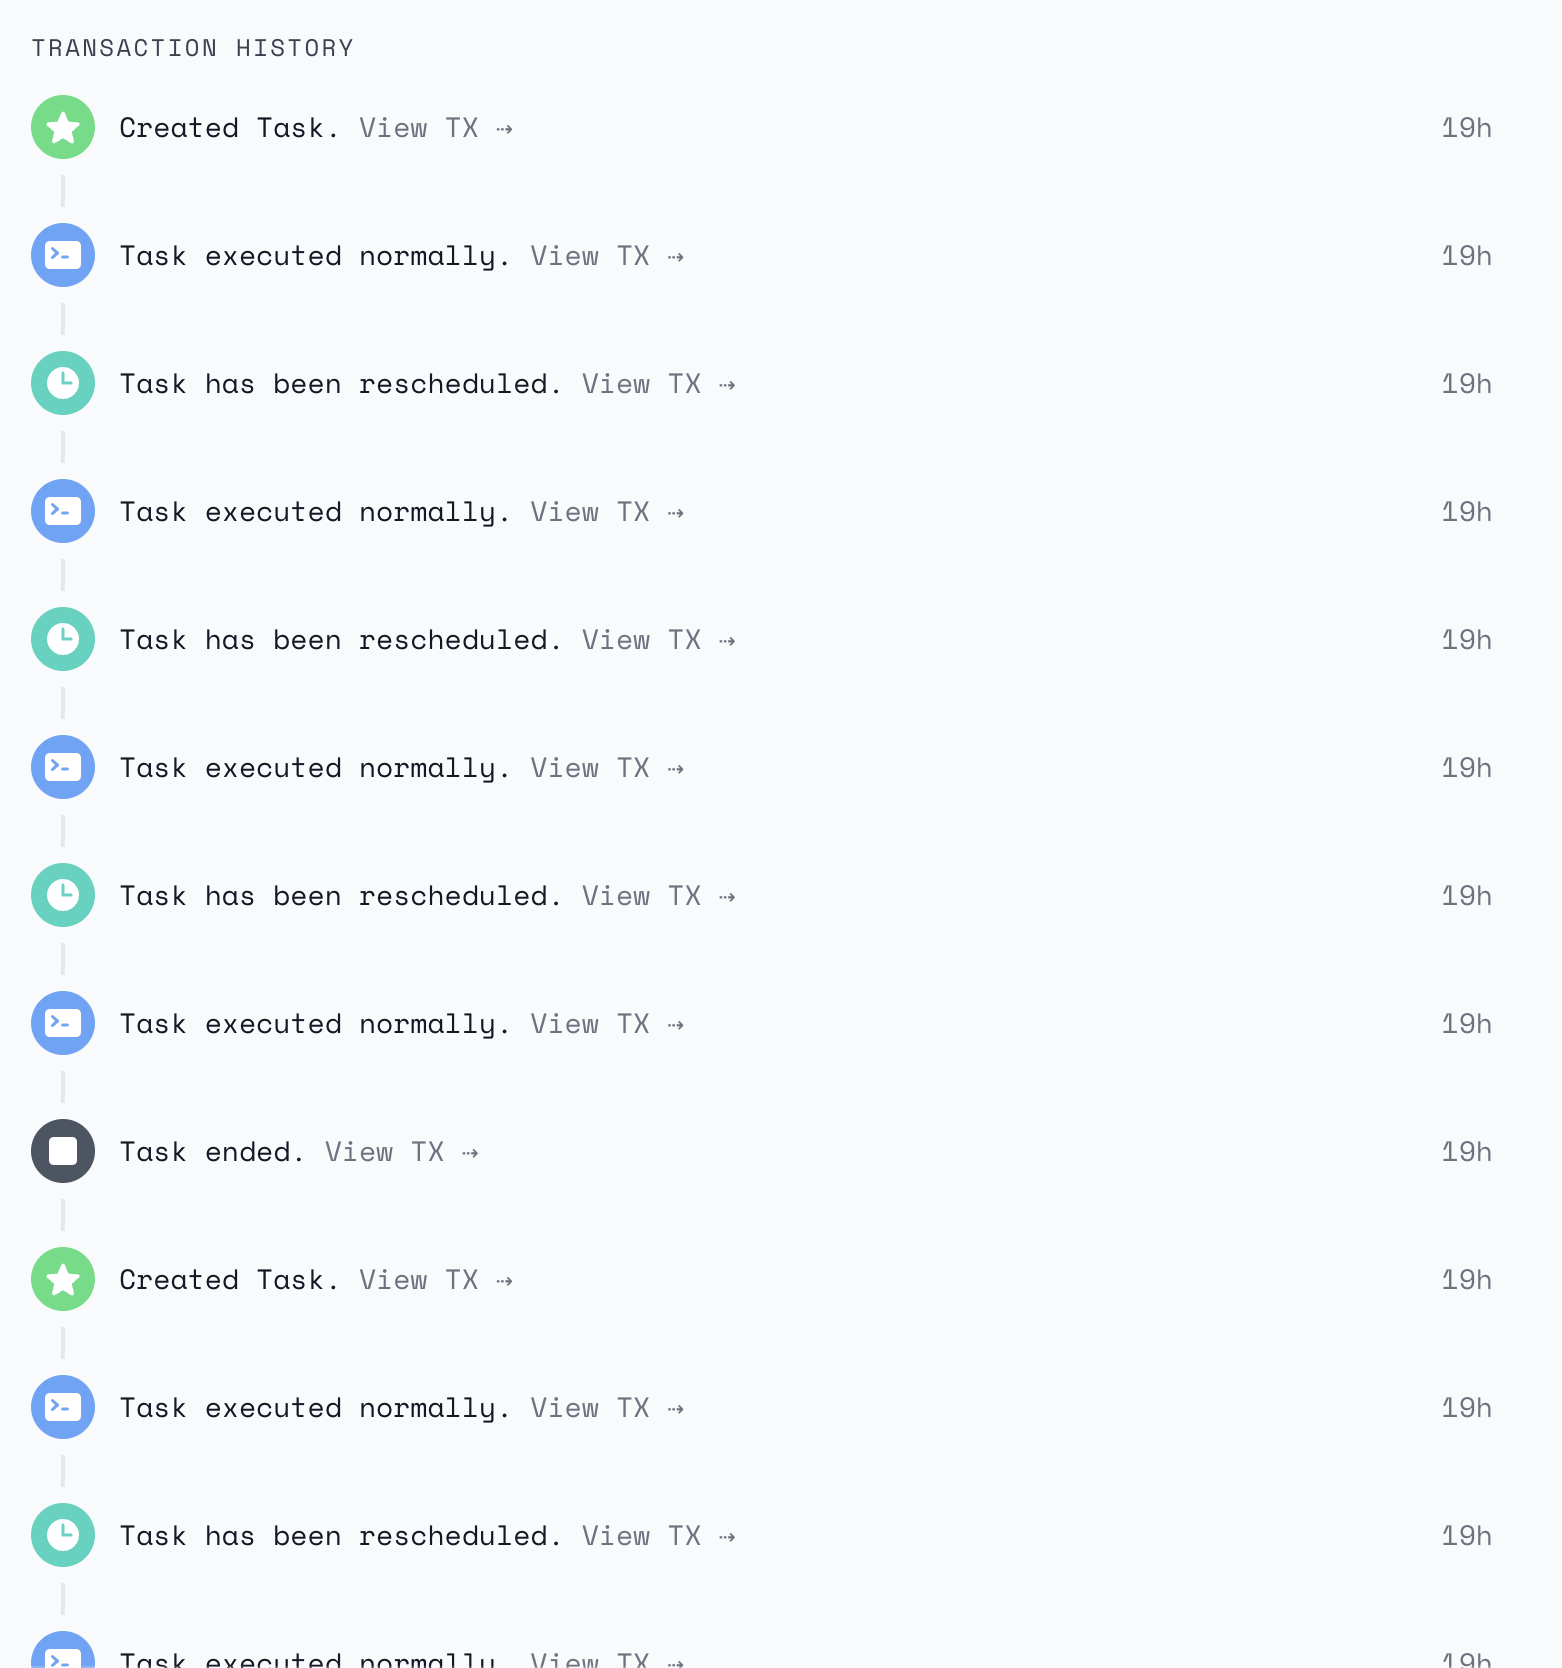 TRANSACTION HISTORY
Created Task. View TX ⇢ 19h
Task executed normally. View TX ⇢ 19h
Task has been rescheduled. View TX ⇢ 19h
Task executed normally. View TX ⇢ 19h
Task has been rescheduled. View TX ⇢ 19h
Task executed normally. View TX ⇢ 19h
Task has been rescheduled. View TX ⇢ 19h
Task executed normally. View TX ⇢ 19h
Task ended. View TX ⇢ 19h
Created Task. View TX ⇢ 19h
Task executed normally. View TX ⇢ 19h
Task has been rescheduled. View TX ⇢ 19h
Task executed normally. View TX ⇢ 19h